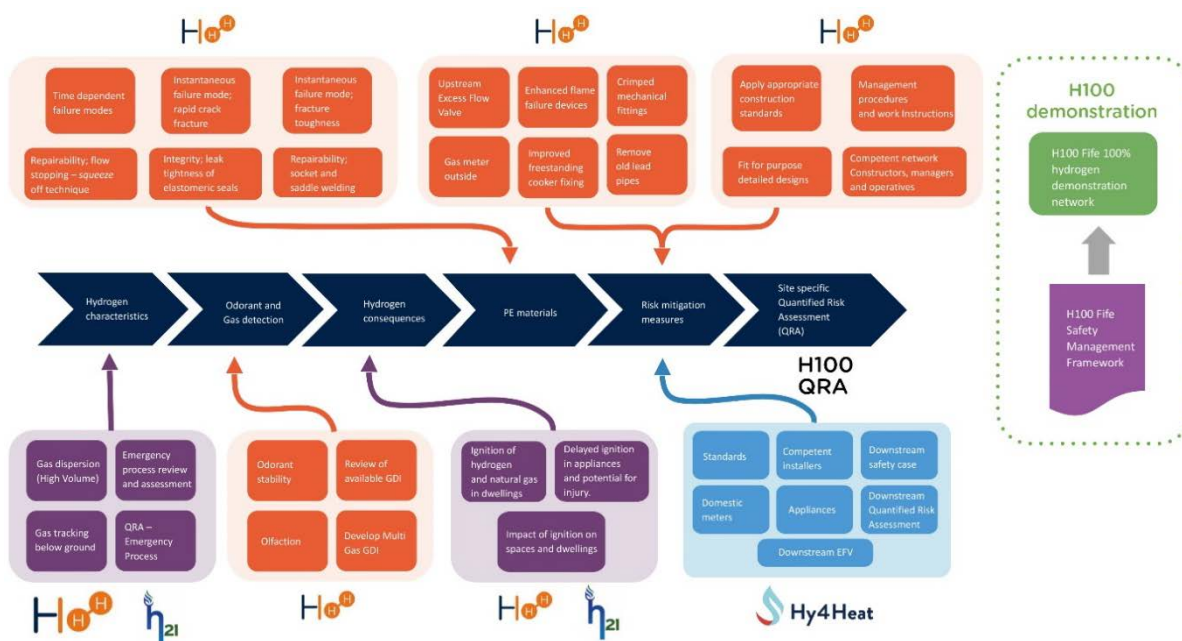 H
H
H
H
H
H
H
H
H
Time dependent
failure modes
Instantaneous
failure mode;
rapid crack
fracture
Instantaneous
failure mode;
fracture
toughness
Repairability; flow
stopping – squeeze
off technique
Integrity; leak
tightness of
elastomeric seals
Repairability;
socket and
saddle welding
Upstream
Excess Flow
Valve
Enhanced flame
failure devices
Crimped
mechanical
fittings
Gas meter
outside
Improved
freestanding
cooker fixing
Remove
old lead
pipes
Apply appropriate
construction
standards
Management
procedures
and work Instructions
Fit for purpose
detailed designs
Competent network
Constructors, managers
and operatives
H100
demonstration
H100 Fife 100%
hydrogen
demonstration
network
H100 Fife
Safety
Management
Framework
Hydrogen
characteristics
Odorant and
Gas detection
Hydrogen
consequences
PE materials
Risk mitigation
measures
Site specific
Quantified Risk
Assessment
(QRA)
H100
QRA
Gas dispersion
(High Volume)
Emergency
process review
and assessment
Gas tracking
below ground
QRA –
Emergency
Process
Odorant
stability
Review of
available GDI
Olfaction
Develop Multi
Gas GDI
Ignition of
hydrogen
and natural gas
in dwellings
Delayed ignition
in appliances
and potential for
injury.
Impact of ignition on
spaces and dwellings
Standards
Competent
installers
Downstream
safety case
Domestic
meters
Appliances
Downstream
Quantified Risk
Assessment
Downstream EFV
H
H
H
h21
H
H
H
H
H
H
h21
Hy4Heat